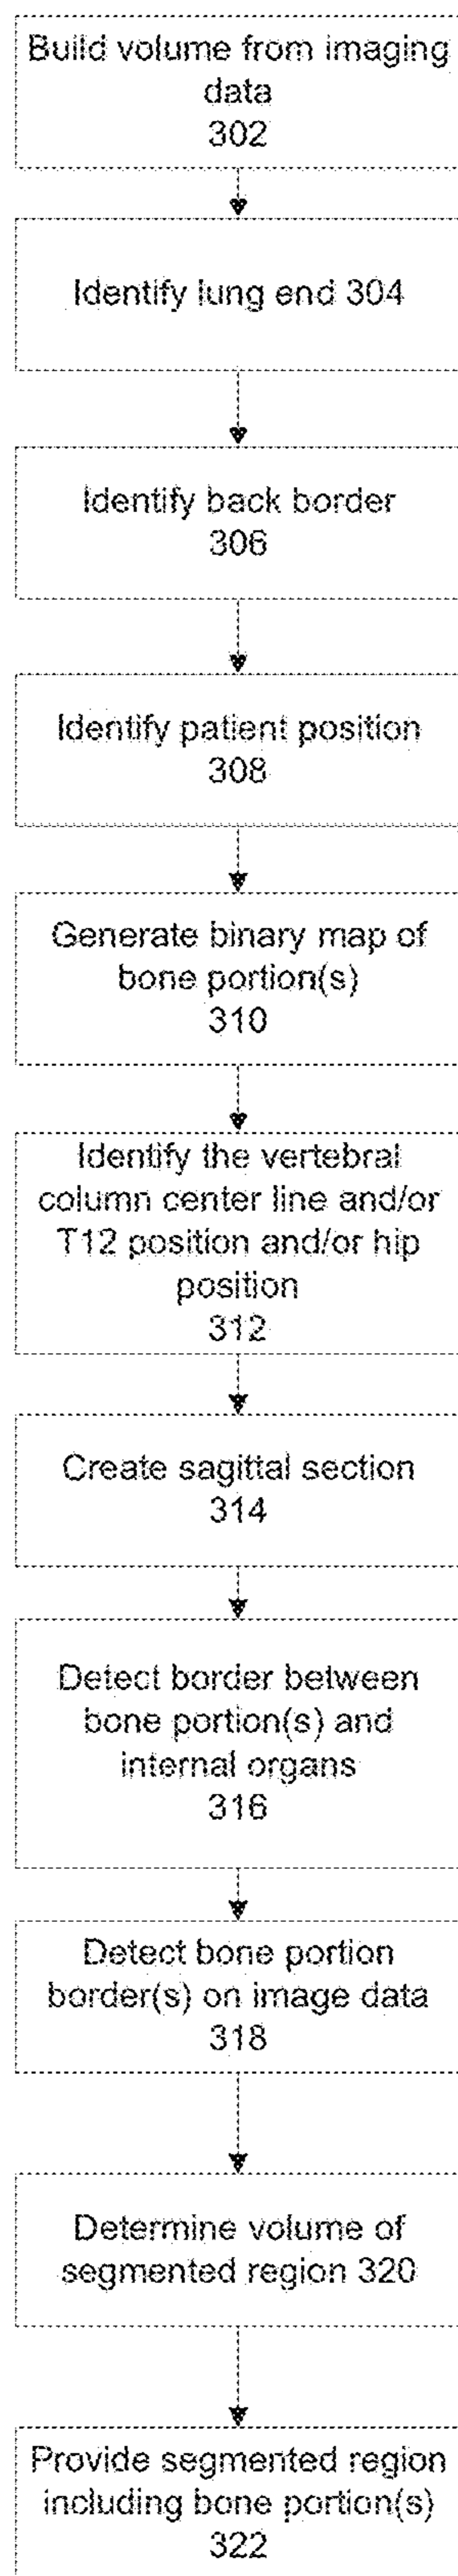 Build volume from imaging
data
302
Identify lung end 304
Identify back border
306
Identify patient position
308
Generate binary map of
bone portion(s)
310
Identify the vertebral
column center line and/or
T12 position and/or hip
position
312
Create sagittal section
314
Detect border between
bone portion(s) and
internal organs
316
Detect bone portion
border(s) on image data
318
Determine volume of
segmented region 320
Provide segmented region
including bone portion(s)
322